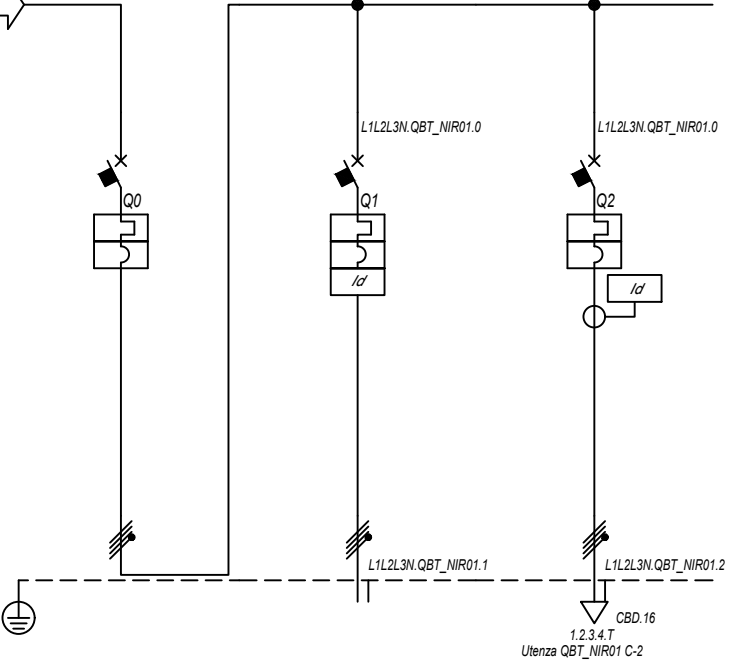 L1L2L3N.QBT_NIR01.0
L1L2L3N.QBT_NIR01.0
Q0
Q1
Q2
Id
Id
L1L2L3N.QBT_NIR01.1
L1L2L3N.QBT_NIR01.2
CBD.16
1.2.3.4.T
Utenza QBT_NIR01 C-2